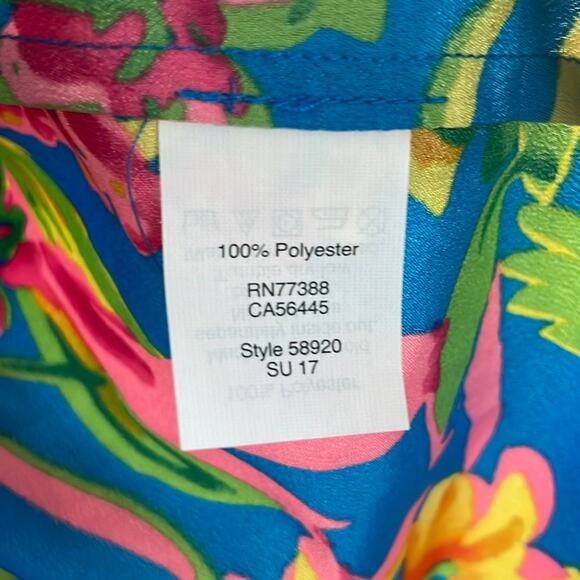 100% Polyester
RN77388
CA56445
Style 58920
SU 17